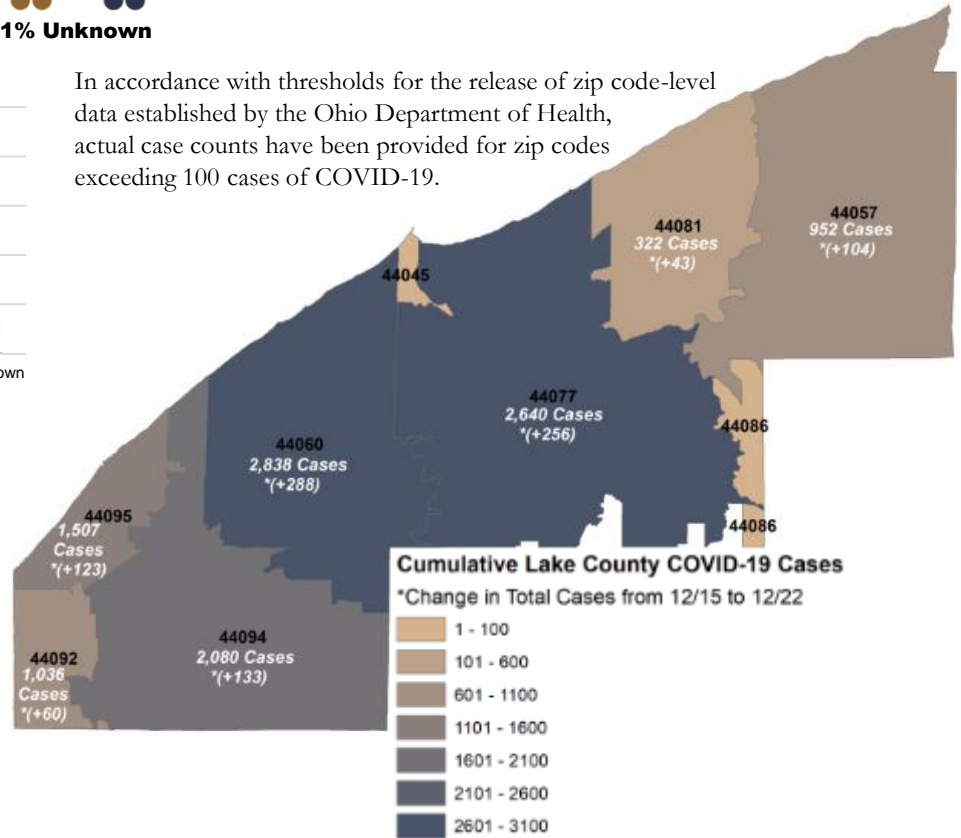 1% Unknown
In accordance with thresholds for the release of zip code-level
data established by the Ohio Department of Health,
actual case counts have been provided for zip codes
exceeding 100 cases of COVID-19.
own
44057
952 Cases
*(+104)
44081
322 Cases
*(+43)
44045
44077
2,640 Cases
*(+256)
44086
44060
2,838 Cases
*(+288)
44095
1,507
Cases
*(+123)
44086
44094
2,080 Cases
*(+133)
44092
1,036
Cases
*(+60)
Cumulative Lake County COVID-19 Cases
*Change in Total Cases from 12/15 to 12/22
1 - 100
101 - 600
601 - 1100
1101 - 1600
1601 - 2100
2101 - 2600
2601 - 3100